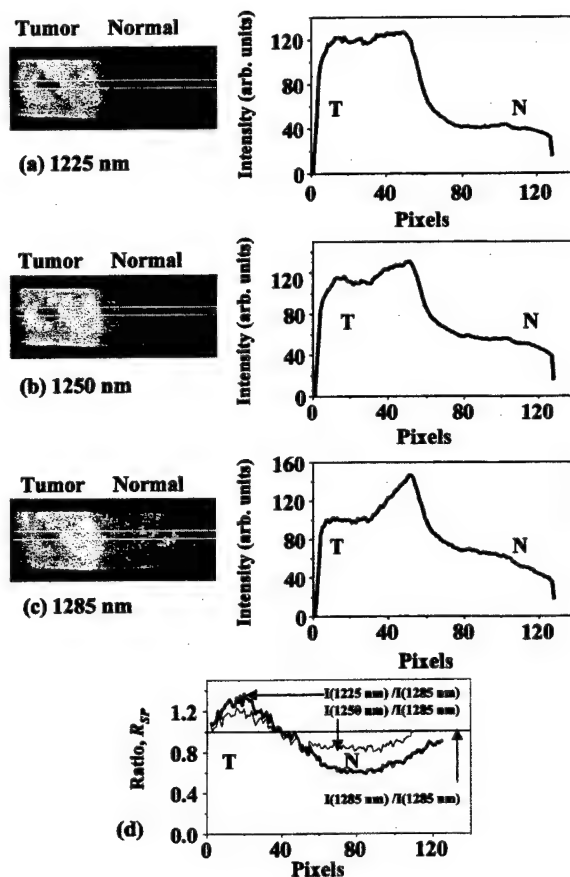 Tumor Normal
(a) 1225 nm
Intensity (arb. units)
120
80
40
0
T
N
0 40 80 120
Pixels
Tumor Normal
(b) 1250 nm
Intensity (arb. units)
120
80
40
0
T
N
0 40 80 120
Pixels
Tumor Normal
(c) 1285 nm
Intensity (arb. units)
160
120
80
40
0
T
N
0 40 80 120
Pixels
(d)
Ratio, RSP
1.2
0.8
0.4
0.0
I(1225 nm) /I(1285 nm)
I(1250 nm) /I(1285 nm)
T
N
I(1285 nm) /I(1285 nm)
0 40 80 120
Pixels